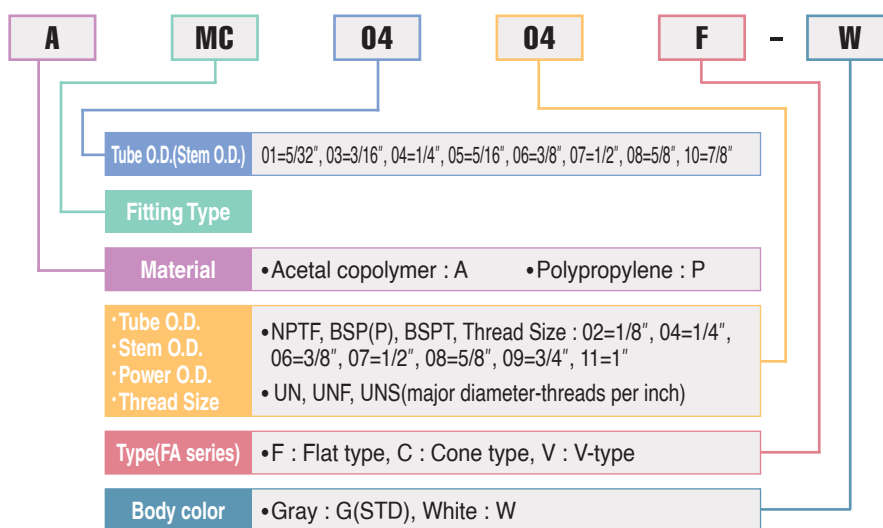 A MC 04 04 F - W
Tube O.D.(Stem O.D.) 01=5/32", 03=3/16", 04=1/4", 05=5/16", 06=3/8", 07=1/2", 08=5/8", 10=7/8"
Fitting Type
Material •Acetal copolymer : A •Polypropylene : P
·Tube O.D.
·Stem O.D.
·Power O.D.
·Thread Size
•NPTF, BSP(P), BSPT, Thread Size : 02=1/8", 04=1/4",
06=3/8", 07=1/2", 08=5/8", 09=3/4", 11=1"
•UN, UNF, UNS(major diameter-threads per inch)
Type(FA series) •F : Flat type, C : Cone type, V : V-type
Body color •Gray : G(STD), White : W